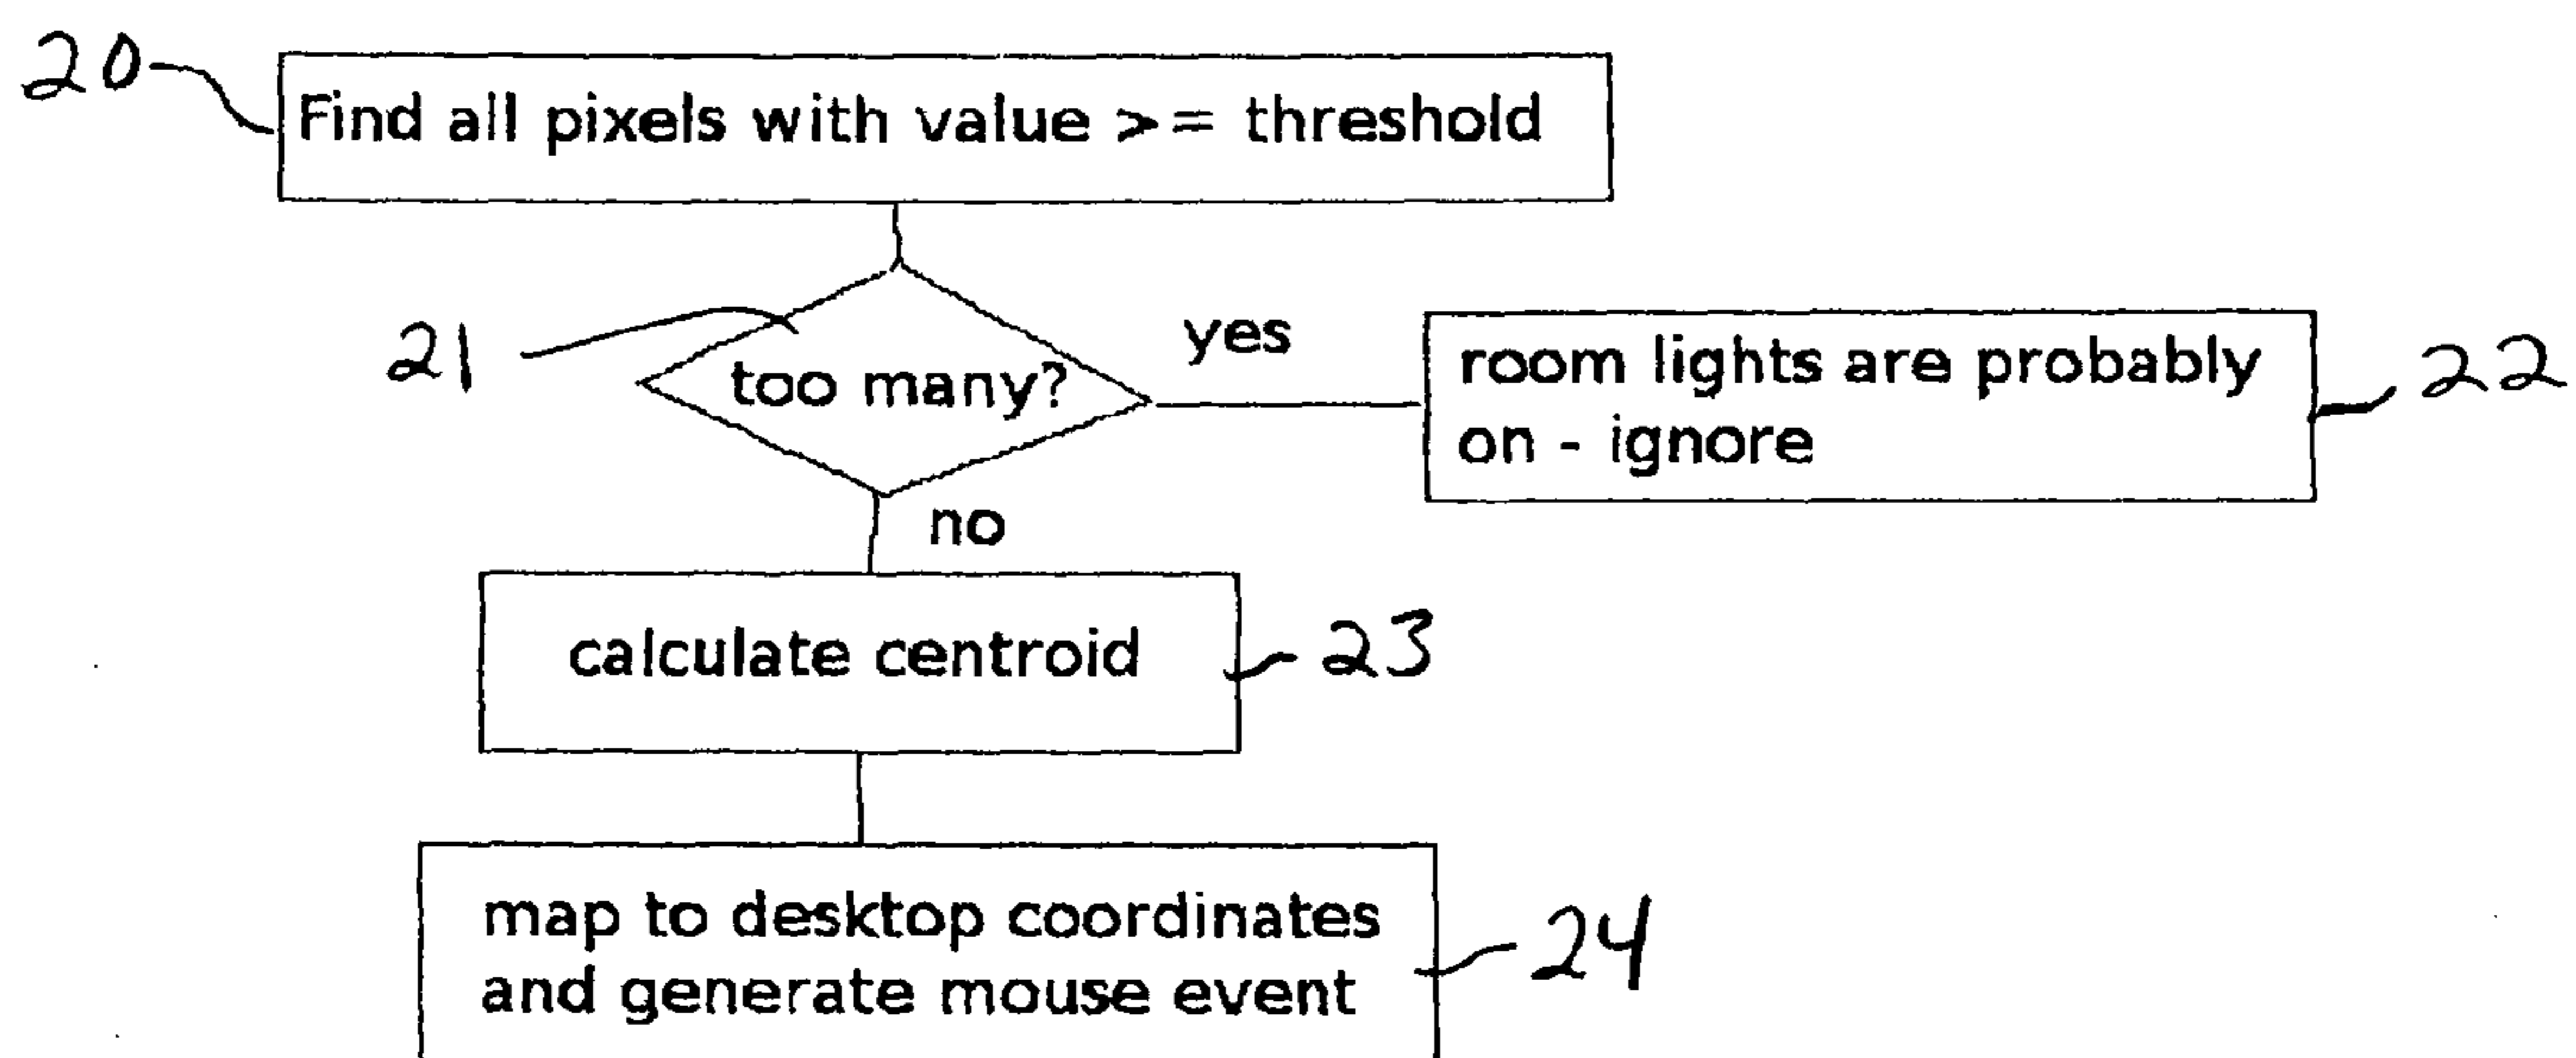 20
Find all pixels with value >= threshold
21
too many?
yes
room lights are probably
on - ignore
22
no
calculate centroid
23
map to desktop coordinates
and generate mouse event
24